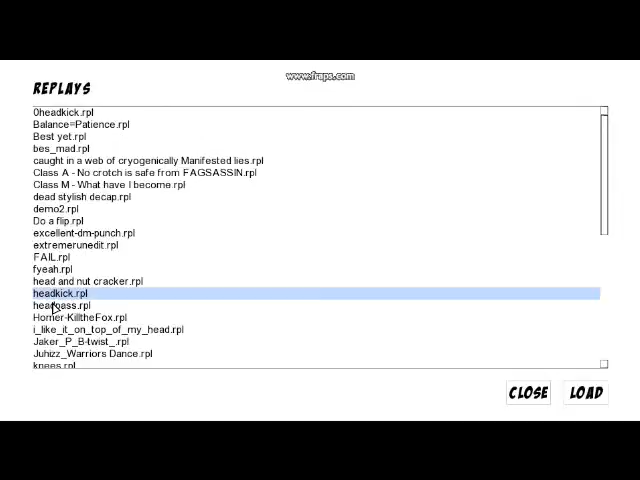 www.fraps.com
REPLAYS
0headkick.rpl
Balance=Patience.rpl
Best yet.rpl
bes_mad.rpl
caught in a web of cryogenically Manifested lies.rpl
Class A - No crotch is safe from FAGSASSIN.rpl
Class M - What have I become.rpl
dead stylish decap.rpl
demo2.rpl
Do a flip.rpl
excellent-dm-punch.rpl
extremerunedit.rpl
FAIL.rpl
fyeah.rpl
head and nut cracker.rpl
headkick.rpl
Homer-KilltheFox.rpl
i_like_it_on_top_of_my_head.rpl
Jaker_P_B-twist_.rpl
Juhizz_Warriors Dance.rpl
knees.rpl
CLOSE LOAD